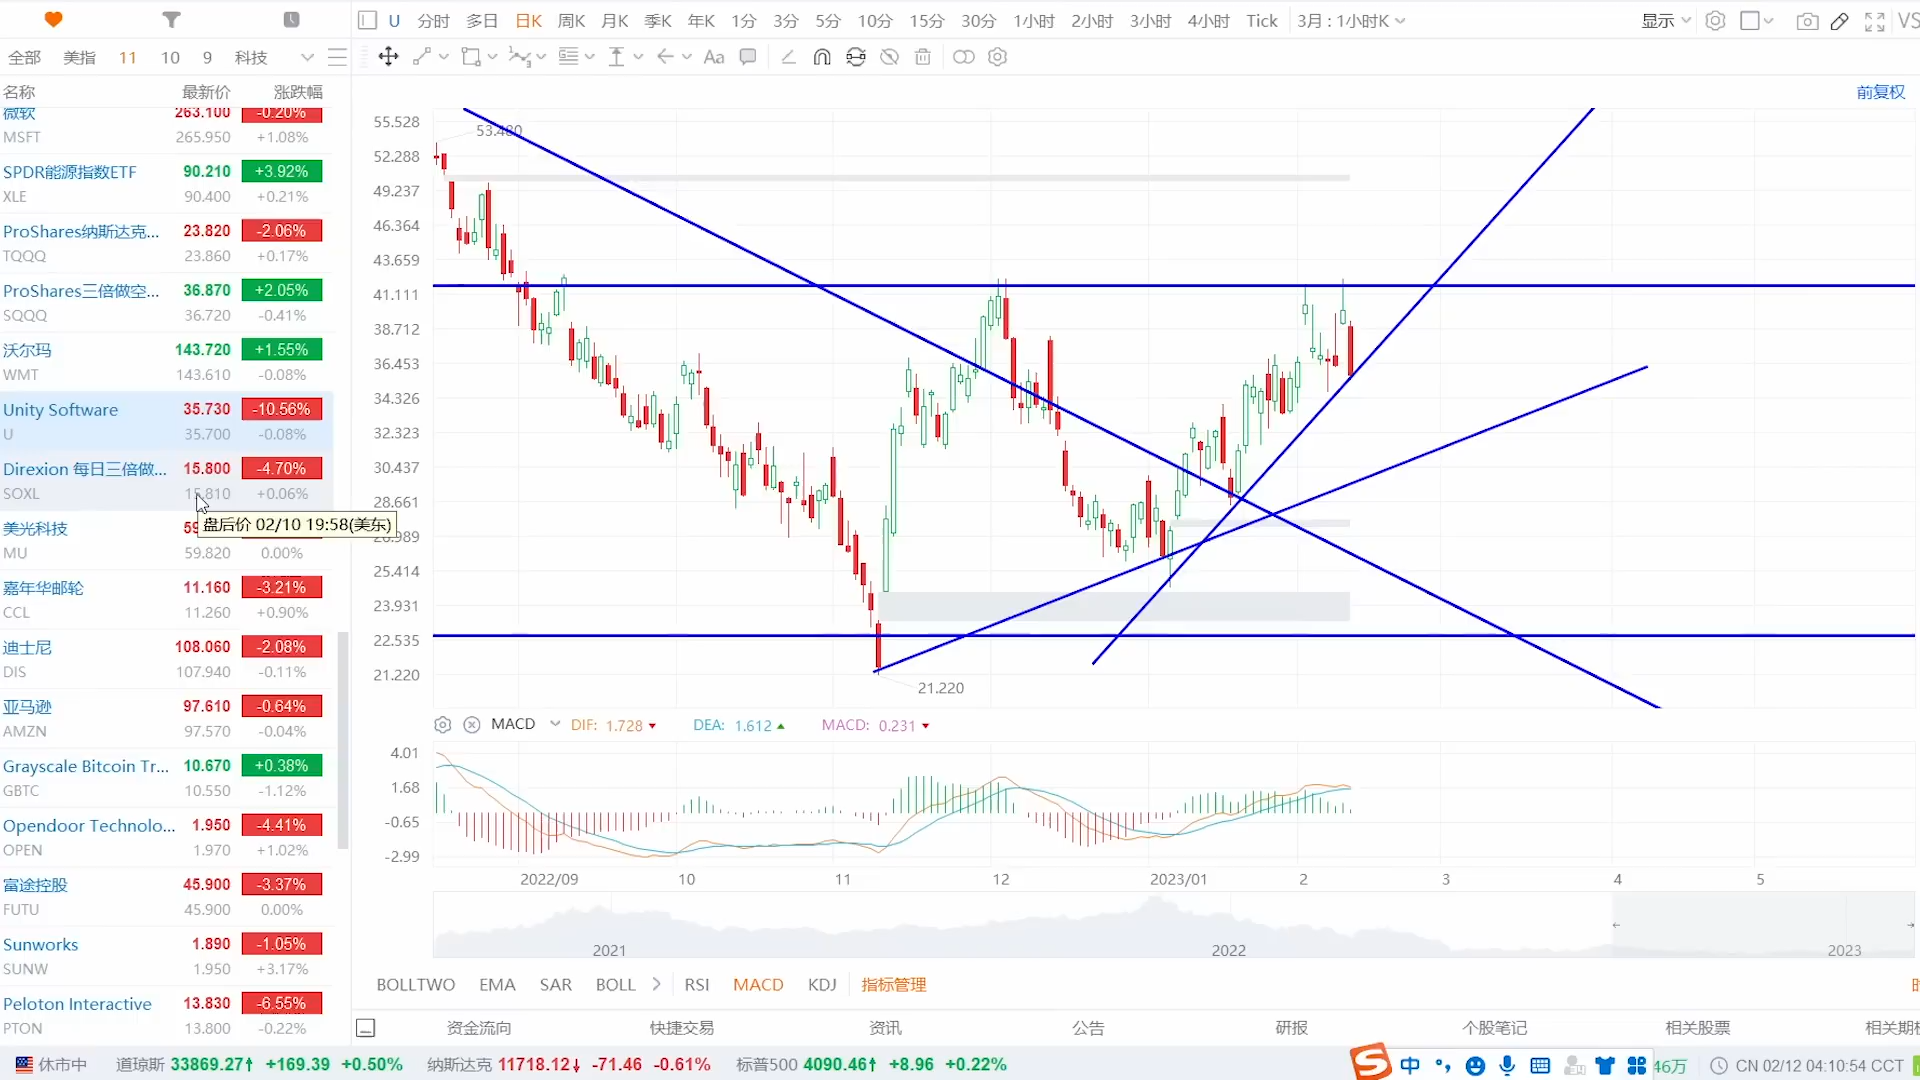 U 分时 多日 日K 周K 月K 季K 年K 1分 3分 5分 10分 15分 30分 1小时 2小时 3小时 4小时 Tick 3月 : 1小时K 显示 VS
全部 美指 11 10 9 科技
Aa
名称 最新价 涨跌幅
前复权
微软 263.100 -0.20%
MSFT 265.950 +1.08%
SPDR能源指数ETF 90.210 +3.92%
XLE 90.400 +0.21%
ProShares纳斯达克... 23.820 -2.06%
TQQQ 23.860 +0.17%
ProShares三倍做空... 36.870 +2.05%
SQQQ 36.720 -0.41%
沃尔玛 143.720 +1.55%
WMT 143.610 -0.08%
Unity Software 35.730 -10.56%
U 35.700 -0.08%
Direxion 每日三倍做... 15.800 -4.70%
SOXL 15.810 +0.06%
盘后价 02/10 19:58(美东)
美光科技
MU 59.820 0.00%
嘉年华邮轮 11.160 -3.21%
CCL 11.260 +0.90%
迪士尼 108.060 -2.08%
DIS 107.940 -0.11%
亚马逊 97.610 -0.64%
AMZN 97.570 -0.04%
Grayscale Bitcoin Tr... 10.670 +0.38%
GBTC 10.550 -1.12%
Opendoor Technolo... 1.950 -4.41%
OPEN 1.970 +1.02%
富途控股 45.900 -3.37%
FUTU 45.900 0.00%
Sunworks 1.890 -1.05%
SUNW 1.950 +3.17%
Peloton Interactive 13.830 -6.55%
PTON 13.800 -0.22%
55.528
53.480
52.288
49.237
46.364
43.659
41.111
38.712
36.453
34.326
32.323
30.437
28.661
25.414
23.931
22.535
21.220
21.220
MACD DIF: 1.728 DEA: 1.612 MACD: 0.231
4.01
1.68
-0.65
-2.99
2022/09 10 11 12 2023/01 2 3 4 5
2021 2022 2023
BOLLTWO EMA SAR BOLL RSI MACD KDJ 指标管理
资金流向 快捷交易 资讯 公告 研报 个股笔记 相关股票 相关期
休市中 道琼斯 33869.27↑ +169.39 +0.50% 纳斯达克 11718.12↓ -71.46 -0.61% 标普500 4090.46↑ +8.96 +0.22% 中 46万 CN 02/12 04:10:54 CCT